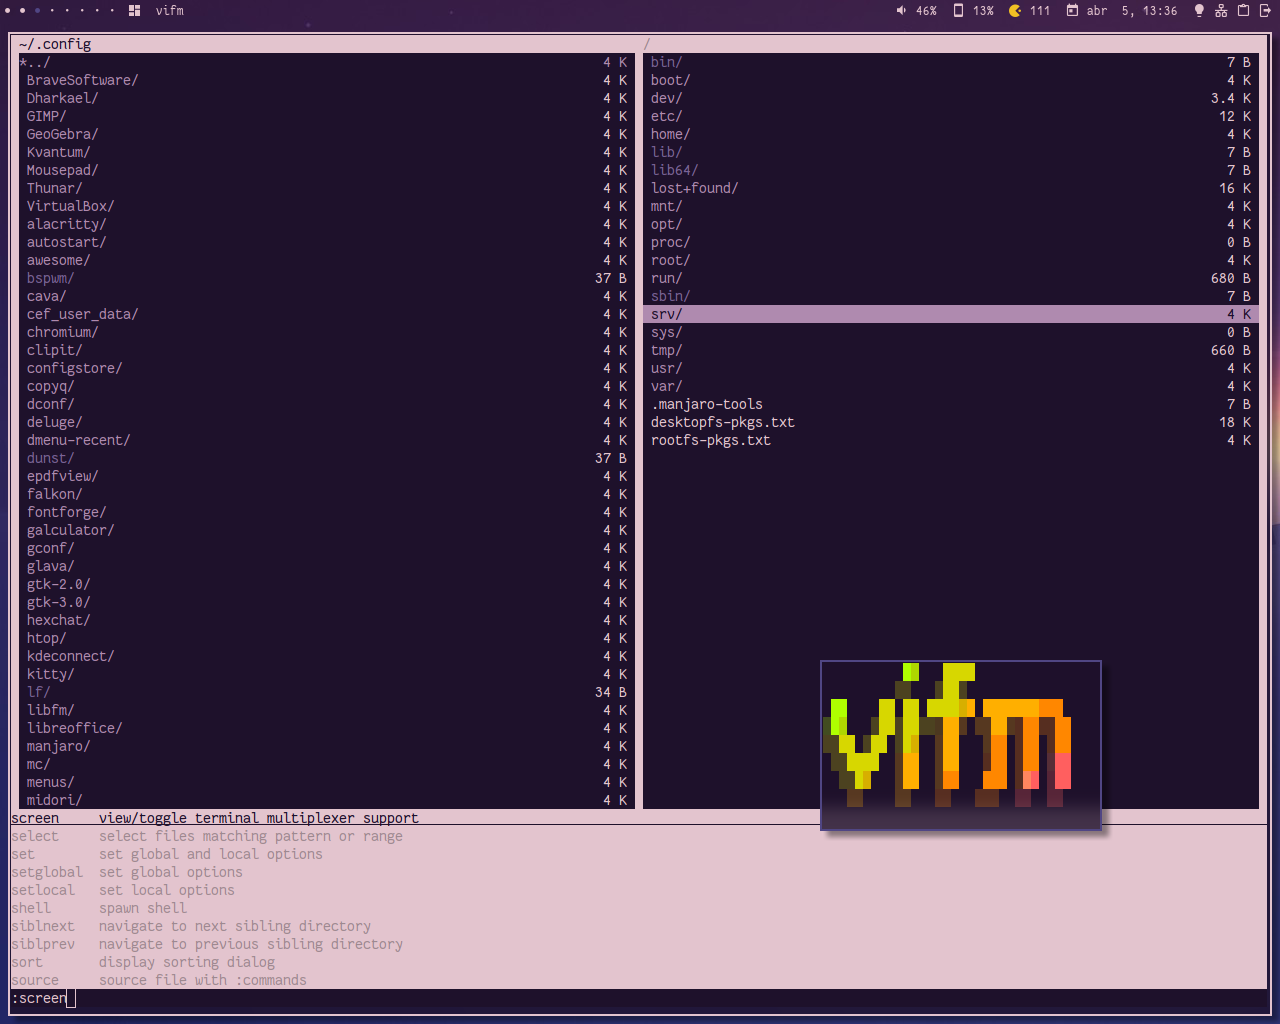 vifm 46% 13% 111 abr 5, 13:36
~/.config
*../ 4 K
BraveSoftware/ 4 K
Dharkael/ 4 K
GIMP/ 4 K
GeoGebra/ 4 K
Kvantum/ 4 K
Mousepad/ 4 K
Thunar/ 4 K
VirtualBox/ 4 K
alacritty/ 4 K
autostart/ 4 K
awesome/ 4 K
bspwm/ 37 B
cava/ 4 K
cef_user_data/ 4 K
chromium/ 4 K
clipit/ 4 K
configstore/ 4 K
copyq/ 4 K
dconf/ 4 K
deluge/ 4 K
dmenu-recent/ 4 K
dunst/ 37 B
epdfview/ 4 K
falkon/ 4 K
fontforge/ 4 K
galculator/ 4 K
gconf/ 4 K
glava/ 4 K
gtk-2.0/ 4 K
gtk-3.0/ 4 K
hexchat/ 4 K
htop/ 4 K
kdeconnect/ 4 K
kitty/ 4 K
lf/ 34 B
libfm/ 4 K
libreoffice/ 4 K
manjaro/ 4 K
mc/ 4 K
menus/ 4 K
midori/ 4 K
/
bin/ 7 B
boot/ 4 K
dev/ 3.4 K
etc/ 12 K
home/ 4 K
lib/ 7 B
lib64/ 7 B
lost+found/ 16 K
mnt/ 4 K
opt/ 4 K
proc/ 0 B
root/ 4 K
run/ 680 B
sbin/ 7 B
srv/ 4 K
sys/ 0 B
tmp/ 660 B
usr/ 4 K
var/ 4 K
.manjaro-tools 7 B
desktopfs-pkgs.txt 18 K
rootfs-pkgs.txt 4 K
vifm
screen view/toggle terminal multiplexer support
select select files matching pattern or range
set set global and local options
setglobal set global options
setlocal set local options
shell spawn shell
siblnext navigate to next sibling directory
siblprev navigate to previous sibling directory
sort display sorting dialog
source source file with :commands
:screen